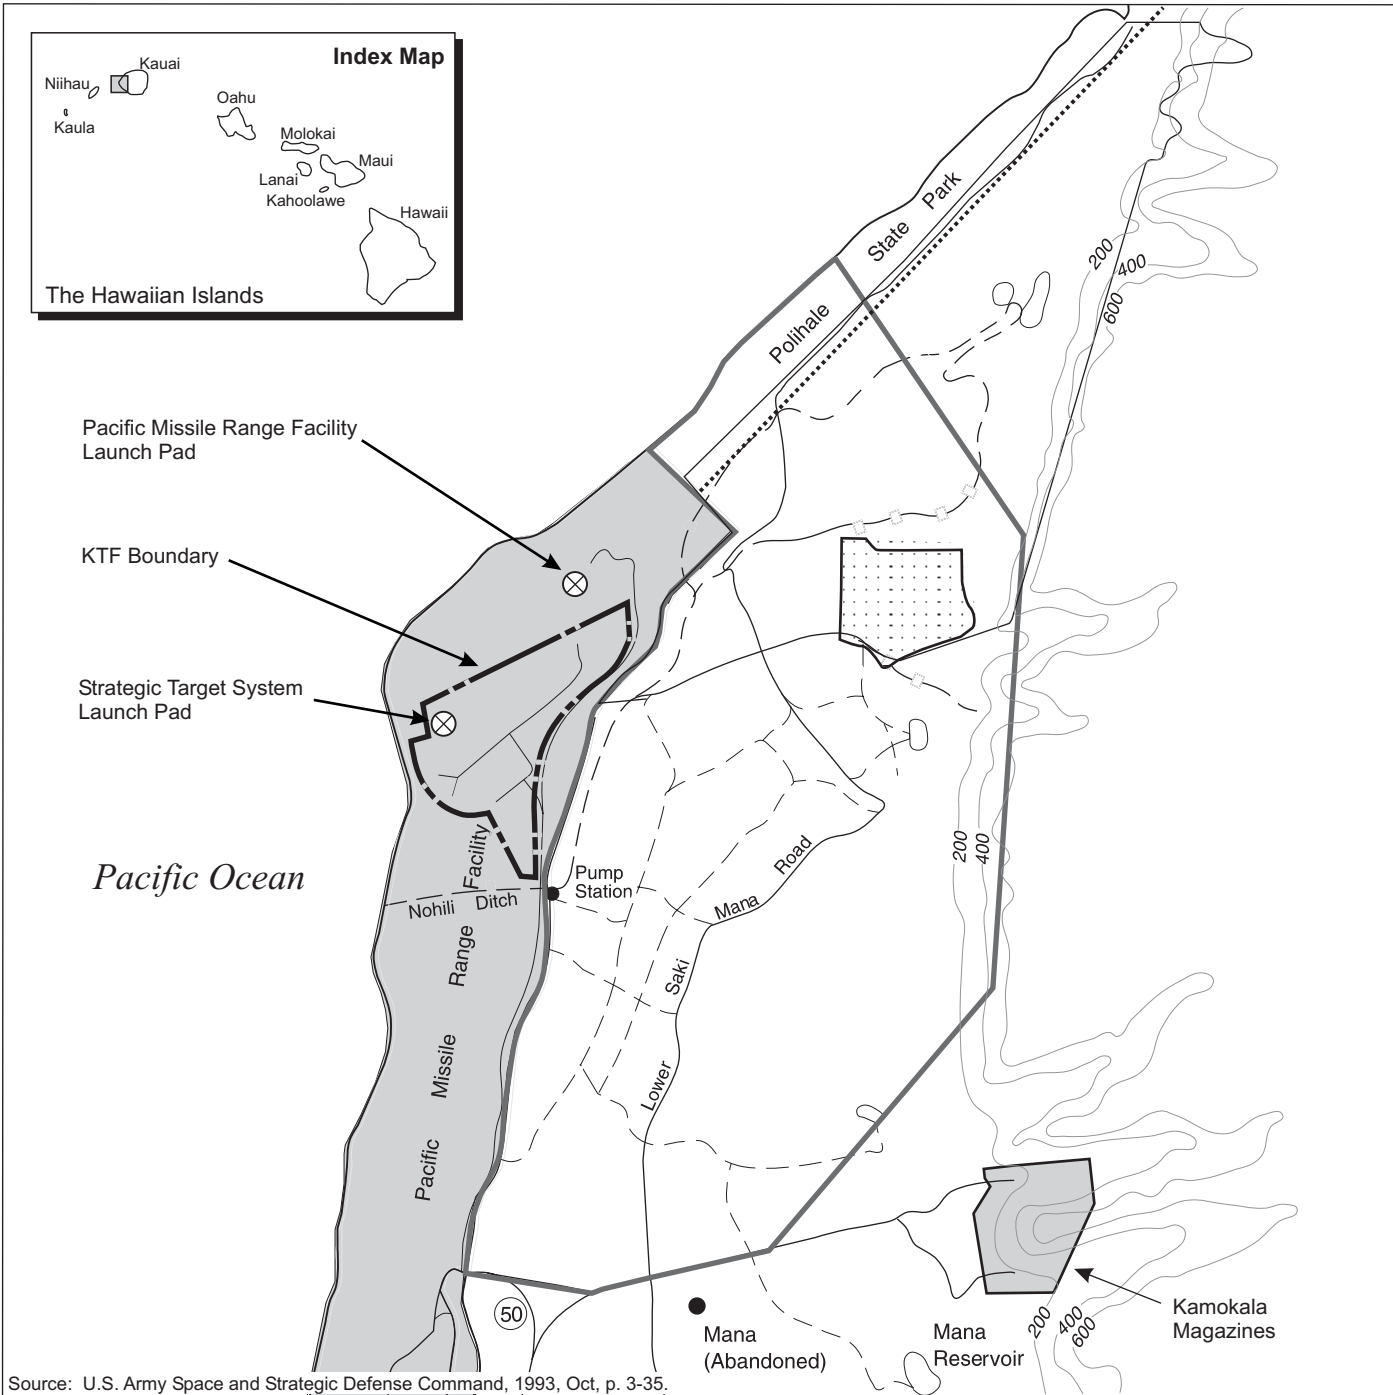 Index Map
Kauai
Niihau
Kaula
Oahu
Molokai
Maui
Lanai
Kahoolawe
Hawaii
The Hawaiian Islands
Polihale State Park
200
400
600
Pacific Missile Range Facility
Launch Pad
KTF Boundary
Strategic Target System
Launch Pad
Pacific Ocean
Pacific Missile Range Facility
Nohili Ditch
Pump
Station
Lower Saki Mana Road
200
400
50
Mana
(Abandoned)
Mana
Reservoir
200
400
600
Kamokala
Magazines
Source: U.S. Army Space and Strategic Defense Command, 1993, Oct, p. 3-35.